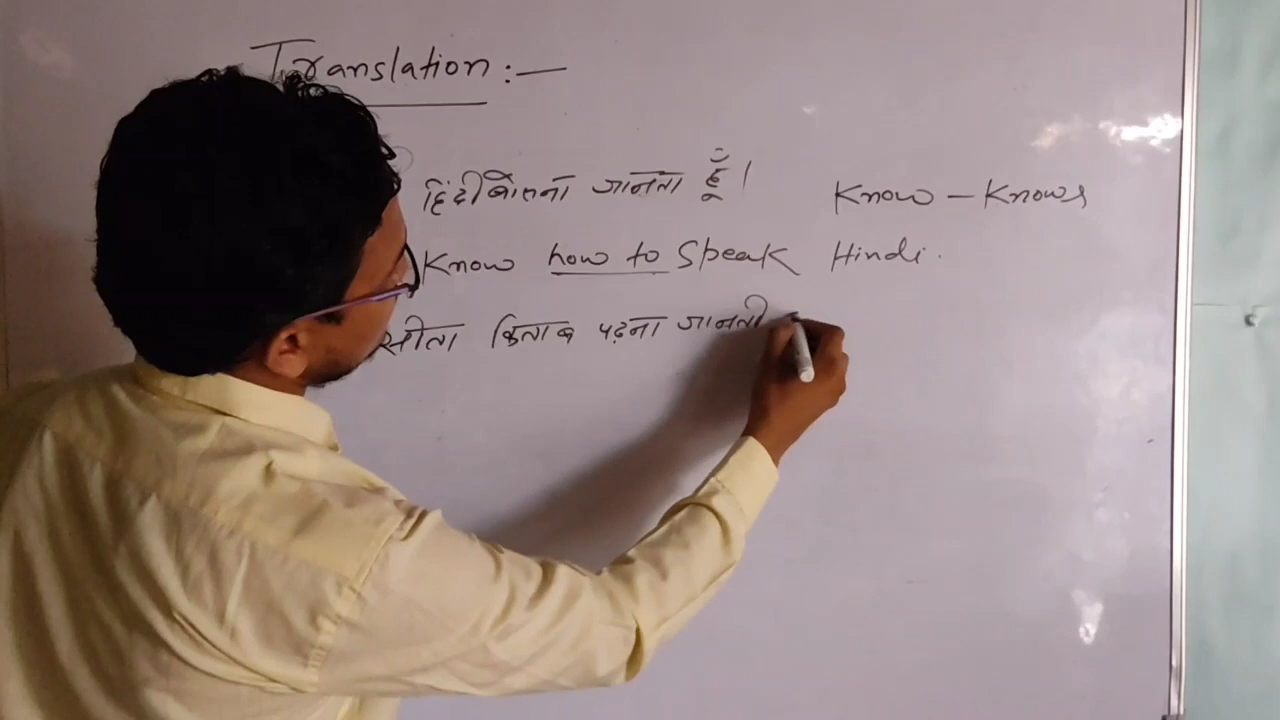 Translation :—
हिंदी बोलना जानता हूँ। Know – Knows
Know how to Speak Hindi.
सीता किताब पढ़ना जानती